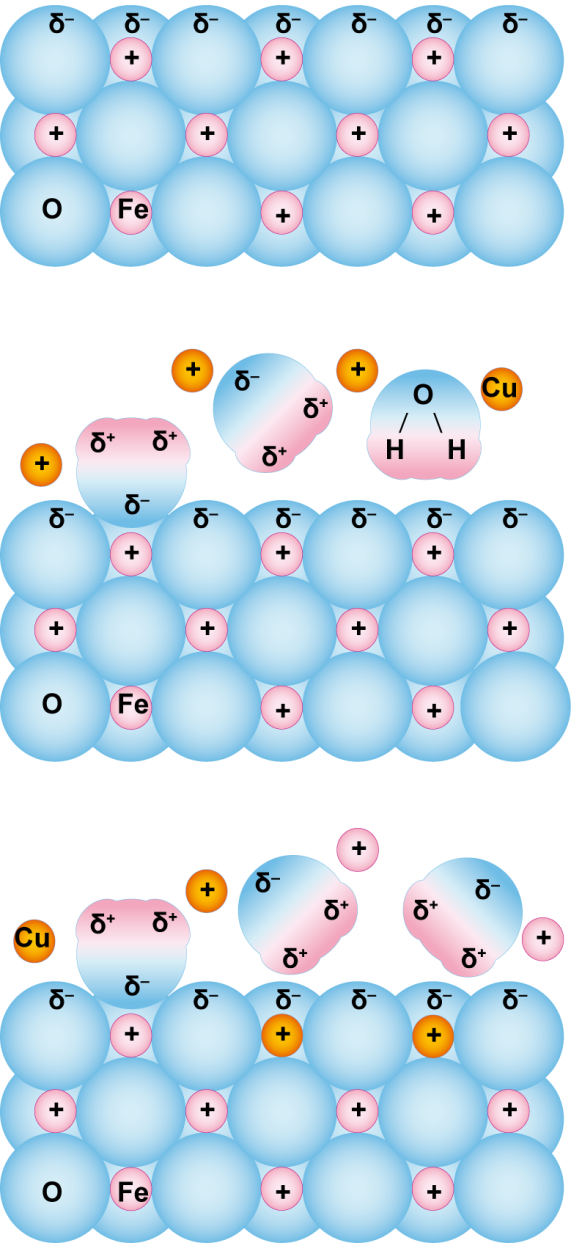 δ⁻ δ⁻ δ⁻ δ⁻ δ⁻ δ⁻ δ⁻
+ + +
+ + + +
O Fe + +
+ δ⁻ δ⁺ δ⁺ + O H H Cu
+ δ⁺ δ⁺ δ⁻
δ⁻ δ⁻ δ⁻ δ⁻ δ⁻ δ⁻
+ + +
+ + + +
O Fe + +
+
Cu δ⁺ δ⁺ δ⁻ + δ⁻ δ⁺ δ⁺ δ⁻ δ⁺ δ⁺ +
δ⁻ δ⁻ δ⁻ δ⁻ δ⁻ δ⁻
+ + +
+ + + +
O Fe + +